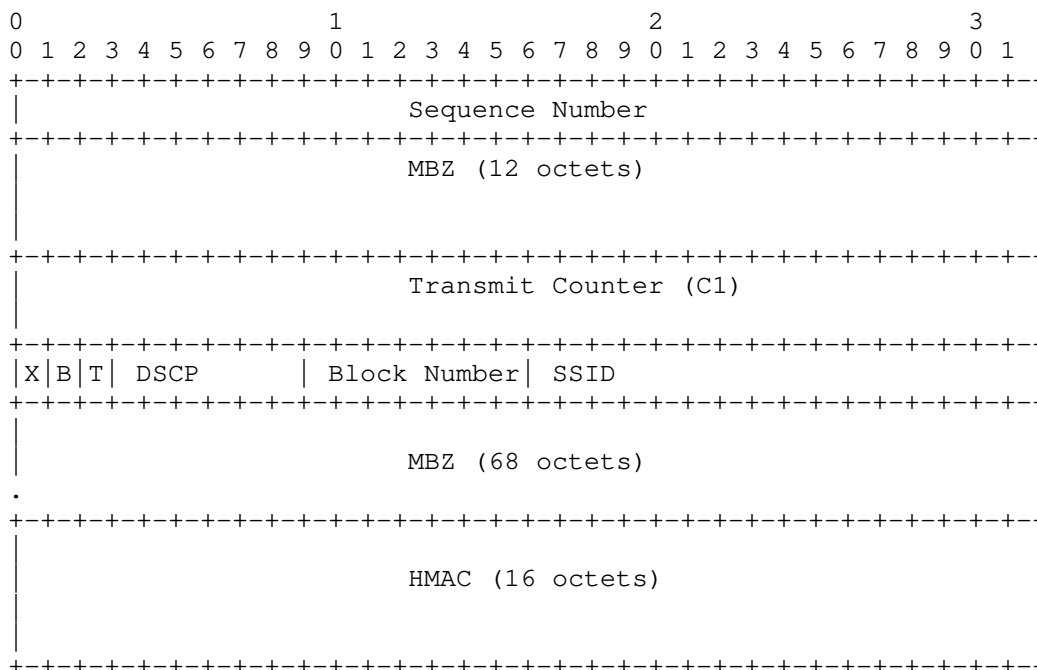 0                   1                   2                   3
0 1 2 3 4 5 6 7 8 9 0 1 2 3 4 5 6 7 8 9 0 1 2 3 4 5 6 7 8 9 0 1
+-+-+-+-+-+-+-+-+-+-+-+-+-+-+-+-+-+-+-+-+-+-+-+-+-+-+-+-+-+-+-+-
|                        Sequence Number
+-+-+-+-+-+-+-+-+-+-+-+-+-+-+-+-+-+-+-+-+-+-+-+-+-+-+-+-+-+-+-+-
|                        MBZ (12 octets)
|
|
+-+-+-+-+-+-+-+-+-+-+-+-+-+-+-+-+-+-+-+-+-+-+-+-+-+-+-+-+-+-+-+-
|                        Transmit Counter (C1)
|
+-+-+-+-+-+-+-+-+-+-+-+-+-+-+-+-+-+-+-+-+-+-+-+-+-+-+-+-+-+-+-+-
|X|B|T| DSCP      | Block Number| SSID
+-+-+-+-+-+-+-+-+-+-+-+-+-+-+-+-+-+-+-+-+-+-+-+-+-+-+-+-+-+-+-+-
|
|                        MBZ (68 octets)
.
+-+-+-+-+-+-+-+-+-+-+-+-+-+-+-+-+-+-+-+-+-+-+-+-+-+-+-+-+-+-+-+-
|
|                        HMAC (16 octets)
|
|
+-+-+-+-+-+-+-+-+-+-+-+-+-+-+-+-+-+-+-+-+-+-+-+-+-+-+-+-+-+-+-+-